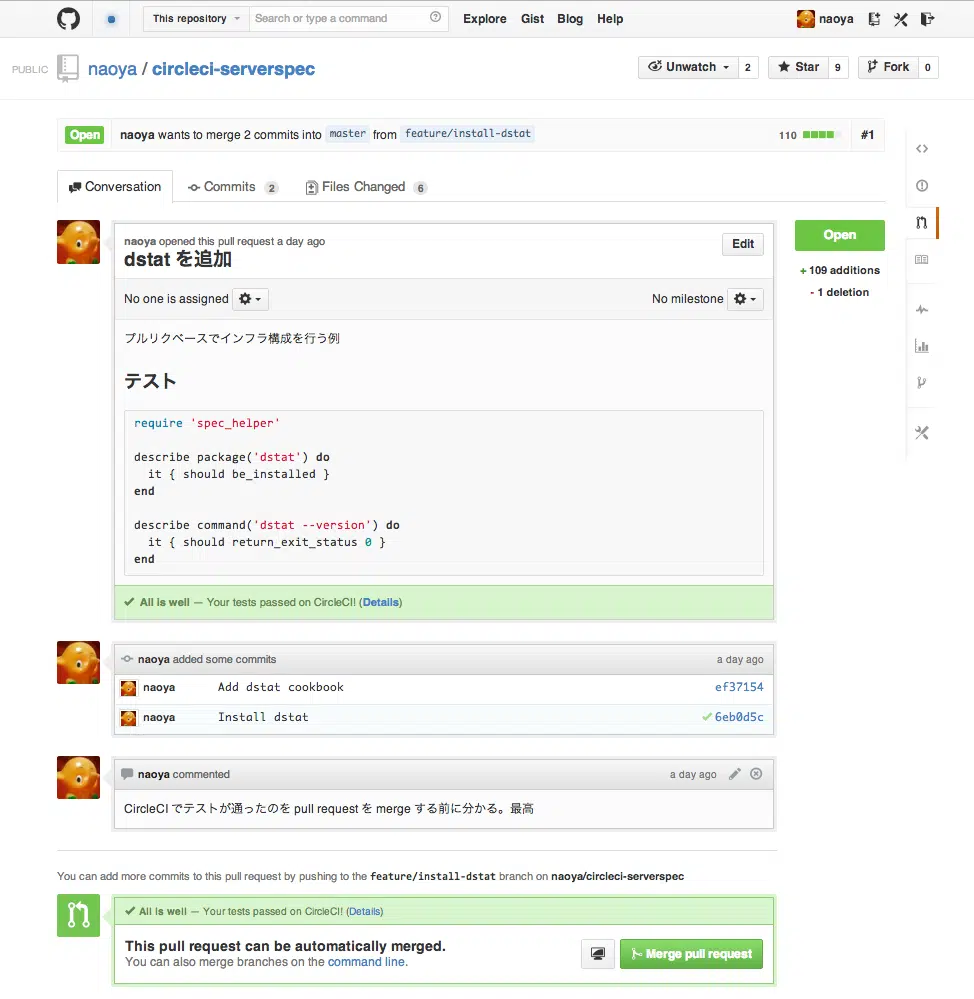 This repository Search or type a command Explore Gist Blog Help naoya
PUBLIC naoya / circleci-serverspec Unwatch 2 Star 9 Fork 0
Open naoya wants to merge 2 commits into master from feature/install-dstat 110 #1
Conversation Commits 2 Files Changed 6
naoya opened this pull request a day ago
dstat を追加
Edit
Open
+ 109 additions
- 1 deletion
No one is assigned No milestone
プルリクベースでインフラ構成を行う例
テスト
require 'spec_helper'
describe package('dstat') do
it { should be_installed }
end
describe command('dstat --version') do
it { should return_exit_status 0 }
end
All is well — Your tests passed on CircleCI! (Details)
naoya added some commits a day ago
naoya Add dstat cookbook ef37154
naoya Install dstat 6eb0d5c
naoya commented a day ago
CircleCI でテストが通ったのを pull request を merge する前に分かる。最高
You can add more commits to this pull request by pushing to the feature/install-dstat branch on naoya/circleci-serverspec
All is well — Your tests passed on CircleCI! (Details)
This pull request can be automatically merged.
You can also merge branches on the command line.
Merge pull request